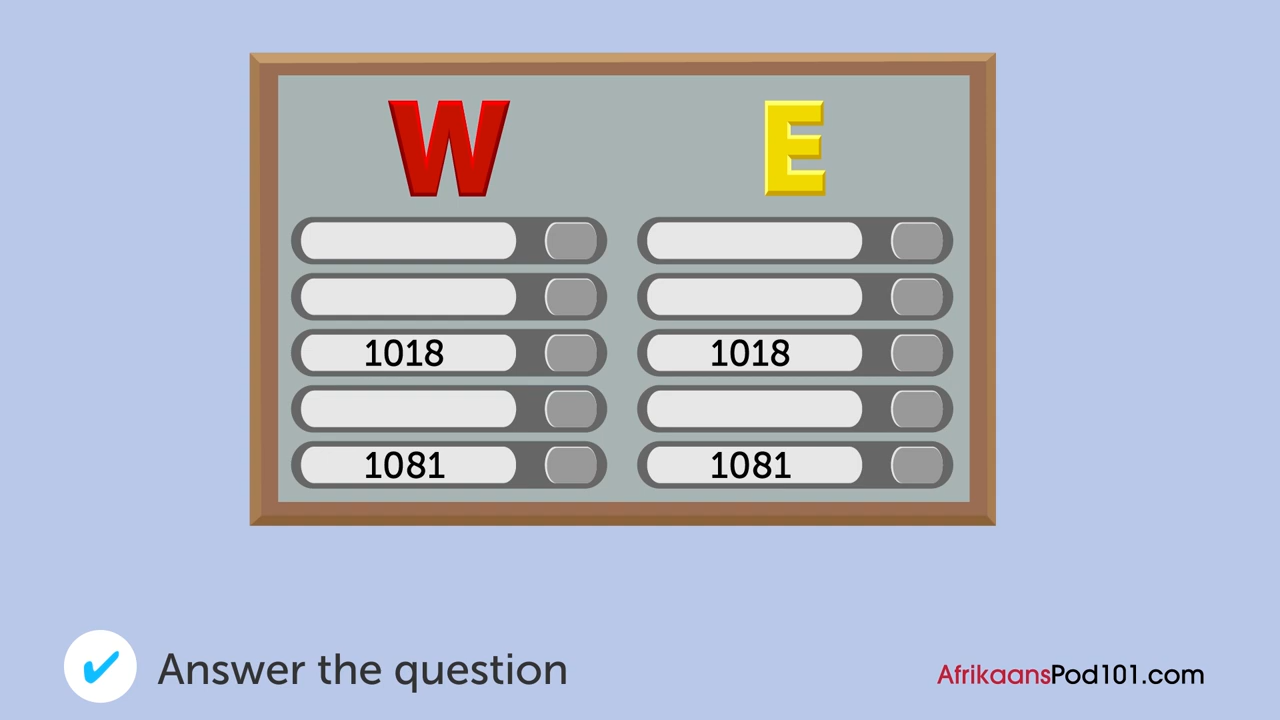 W E
1018 1018
1081 1081
✔ Answer the question
AfrikaansPod101.com